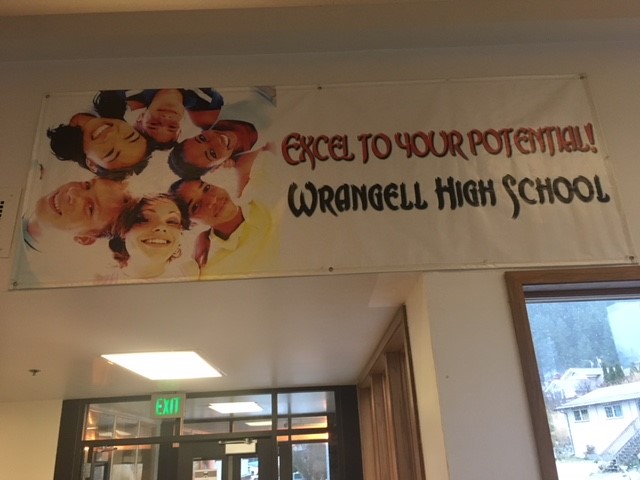 EXCEL TO YOUR POTENTIAL!
WRANGELL HIGH SCHOOL
EXIT